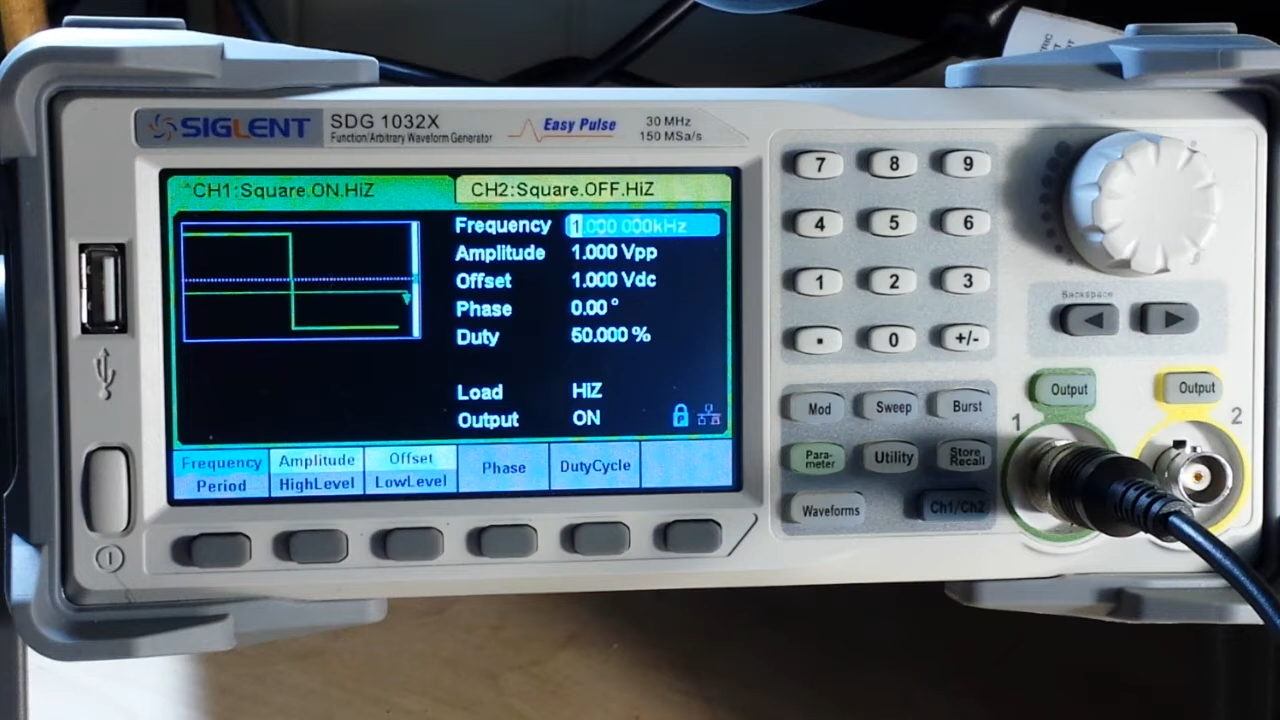 RIC
SIGLENT
SDG 1032X
Function/Arbitrary Waveform Generator
Easy Pulse
30 MHz
150 MSa/s
CH1:Square.ON.HiZ
CH2:Square.OFF.HiZ
Frequency 1.000 000kHz
Amplitude 1.000 Vpp
Offset 1.000 Vdc
Phase 0.00 °
Duty 50.000 %
Load HiZ
Output ON
Frequency
Period
Amplitude
HighLevel
Offset
LowLevel
Phase
DutyCycle
7 8 9
4 5 6
1 2 3
. 0 +/-
Backspace
Mod Sweep Burst
Para-
meter
Utility
Store
Recall
Waveforms Ch1/Ch2
Output
1
Output
2